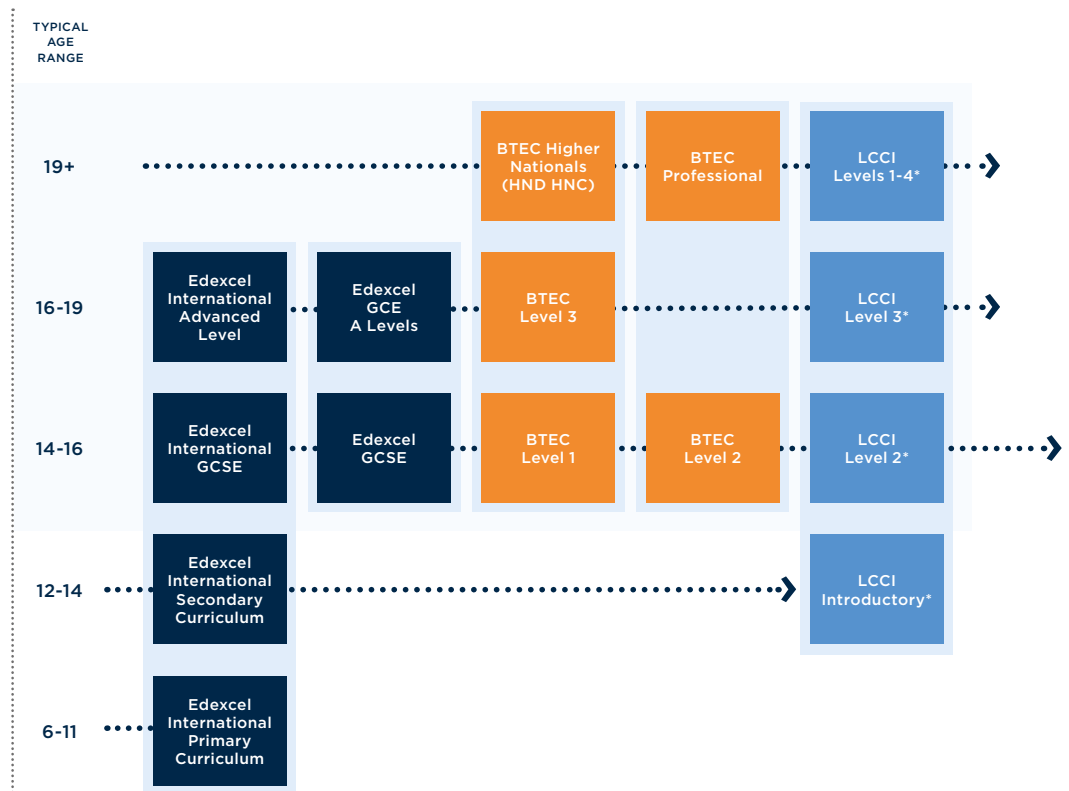 TYPICAL
AGE
RANGE
19+
BTEC Higher
Nationals
(HND HNC)
BTEC
Professional
LCCI
Levels 1-4*
16-19
Edexcel
International
Advanced
Level
Edexcel
GCE
A Levels
BTEC
Level 3
LCCI
Level 3*
14-16
Edexcel
International
GCSE
Edexcel
GCSE
BTEC
Level 1
BTEC
Level 2
LCCI
Level 2*
12-14
Edexcel
International
Secondary
Curriculum
LCCI
Introductory*
6-11
Edexcel
International
Primary
Curriculum